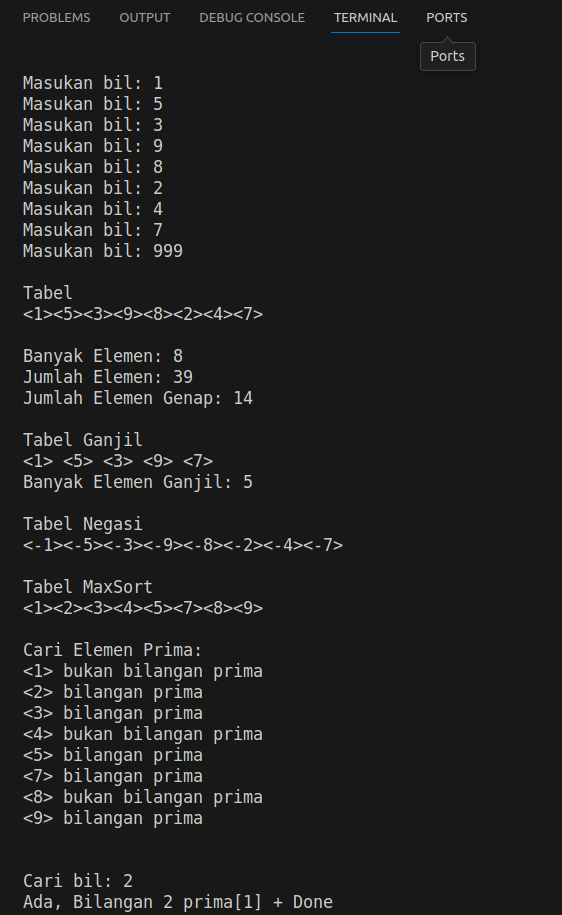 PROBLEMS OUTPUT DEBUG CONSOLE TERMINAL PORTS
Ports
Masukan bil: 1
Masukan bil: 5
Masukan bil: 3
Masukan bil: 9
Masukan bil: 8
Masukan bil: 2
Masukan bil: 4
Masukan bil: 7
Masukan bil: 999
Tabel
<1><5><3><9><8><2><4><7>
Banyak Elemen: 8
Jumlah Elemen: 39
Jumlah Elemen Genap: 14
Tabel Ganjil
<1> <5> <3> <9> <7>
Banyak Elemen Ganjil: 5
Tabel Negasi
<-1><-5><-3><-9><-8><-2><-4><-7>
Tabel MaxSort
<1><2><3><4><5><7><8><9>
Cari Elemen Prima:
<1> bukan bilangan prima
<2> bilangan prima
<3> bilangan prima
<4> bukan bilangan prima
<5> bilangan prima
<7> bilangan prima
<8> bukan bilangan prima
<9> bilangan prima
Cari bil: 2
Ada, Bilangan 2 prima[1] + Done